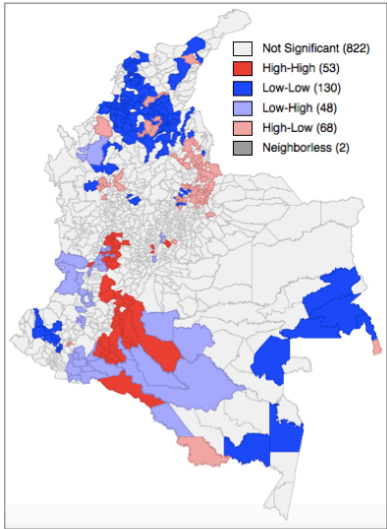 Not Significant (822)
High-High (53)
Low-Low (130)
Low-High (48)
High-Low (68)
Neighborless (2)